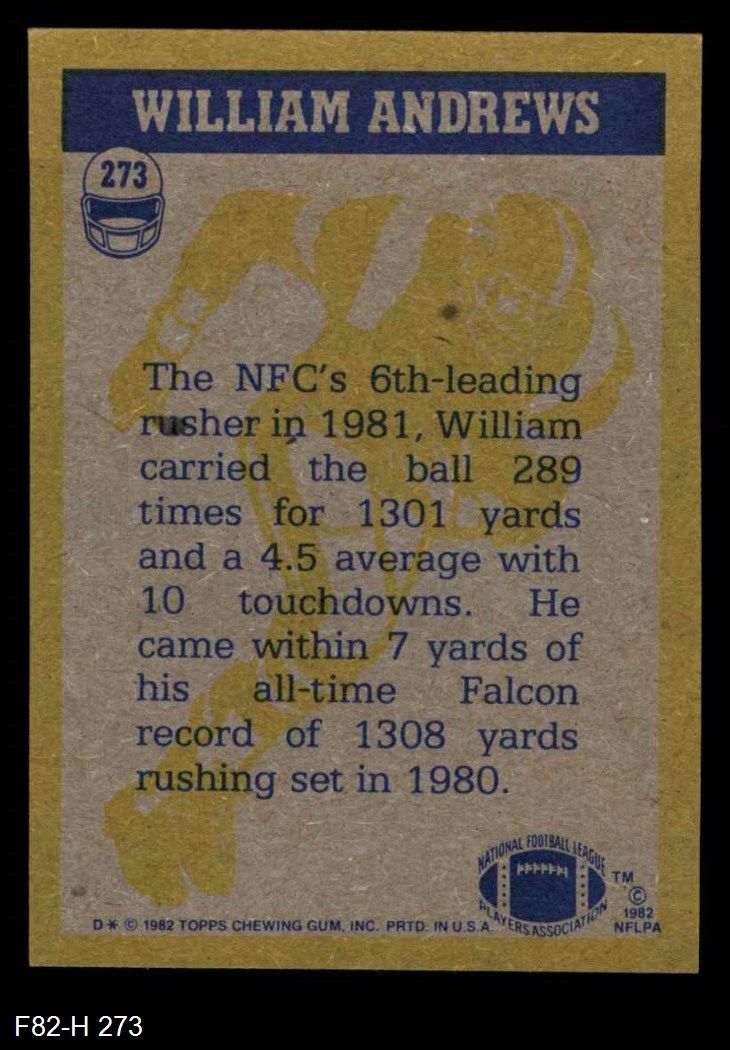 WILLIAM ANDREWS
273
The NFC's 6th-leading
rusher in 1981, William
carried the ball 289
times for 1301 yards
and a 4.5 average with
10 touchdowns. He
came within 7 yards of
his all-time Falcon
record of 1308 yards
rushing set in 1980.
NATIONAL FOOTBALL LEAGUE
PLAYERS ASSOCIATION
TM
©
1982
NFLPA
D * © 1982 TOPPS CHEWING GUM, INC. PRTD. IN U.S.A.
F82-H 273